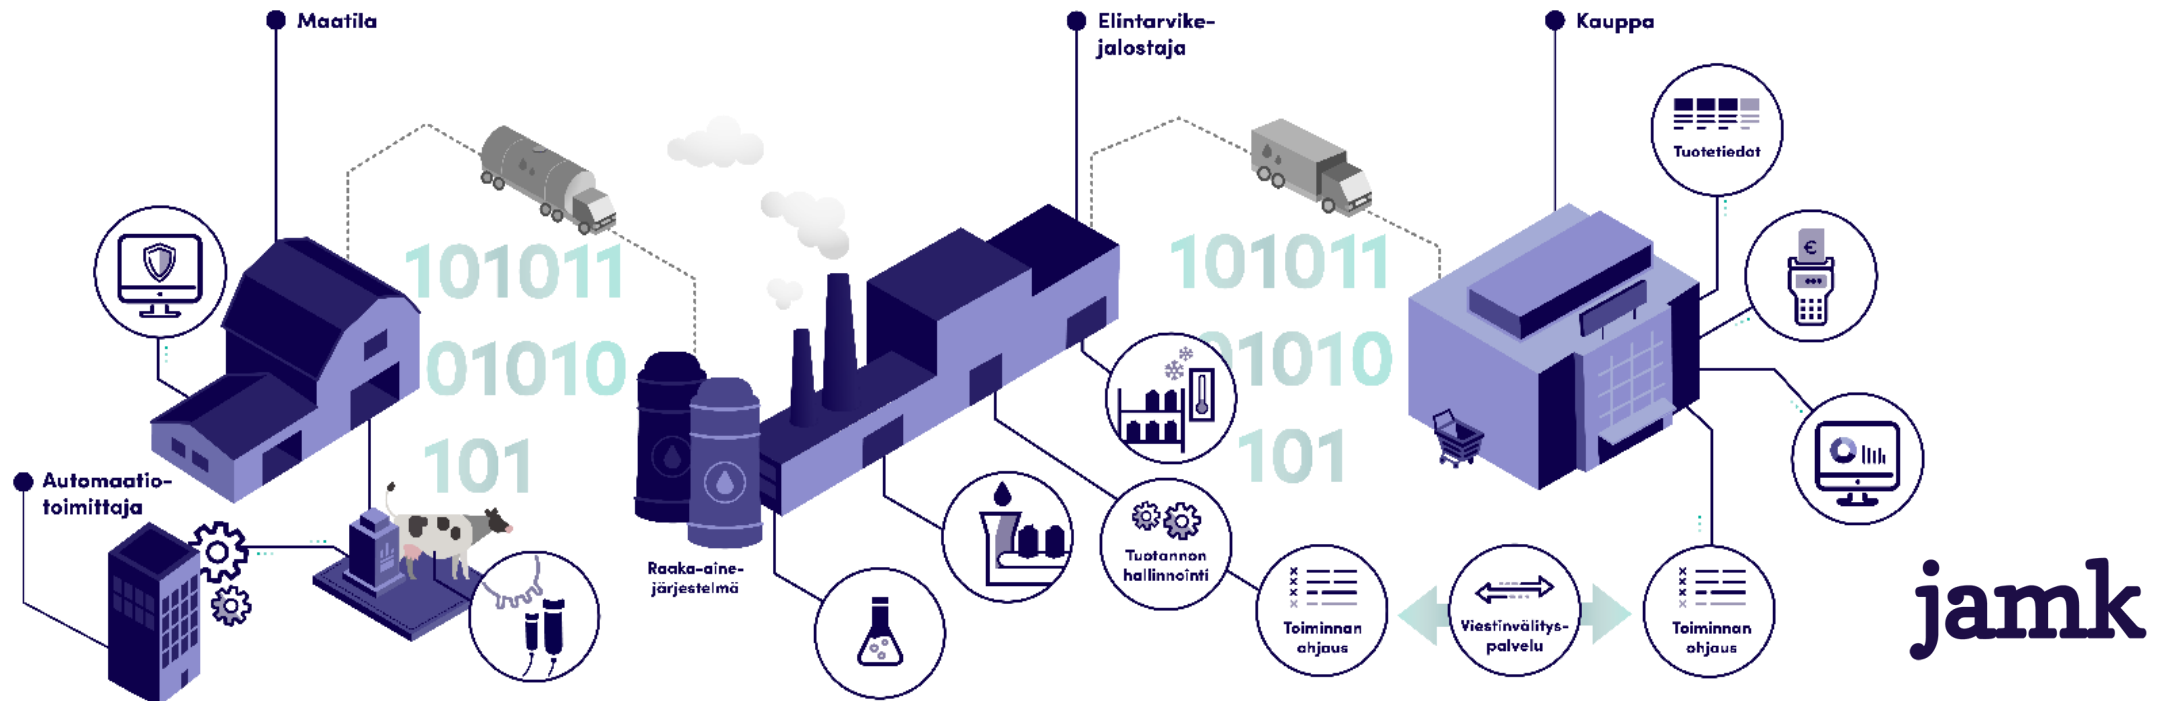 Maatila
Elintarvike-
jalostaja
Kauppa
Tuotetiedot
€
101011
01010
101
101011
01010
101
Automaatio-
toimittaja
Raaka-aine-
järjestelmä
Tuotannon
hallinnointi
Toiminnan
ohjaus
Viestinvälitys-
palvelu
Toiminnan
ohjaus
jamk